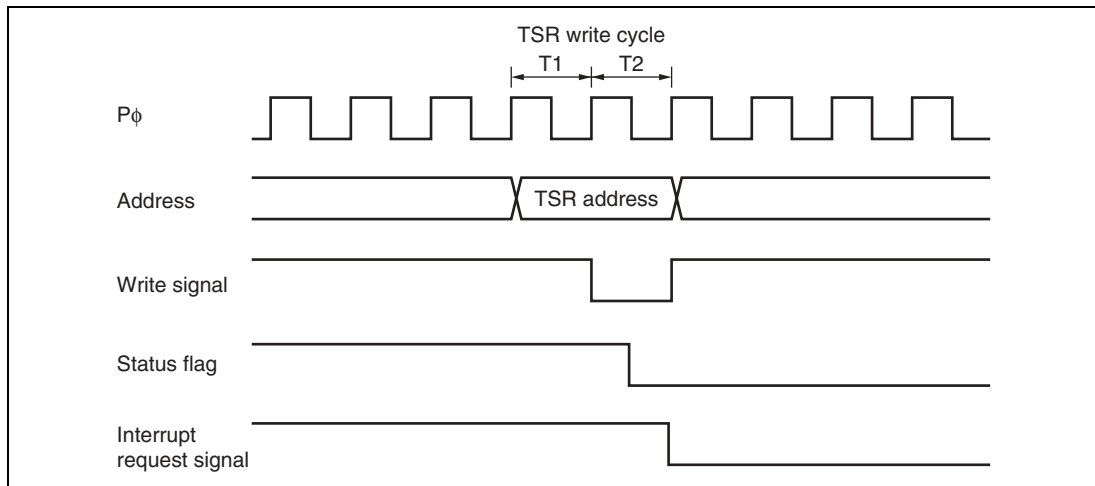 TSR write cycle
T1 T2
Pϕ
Address
TSR address
Write signal
Status flag
Interrupt
request signal